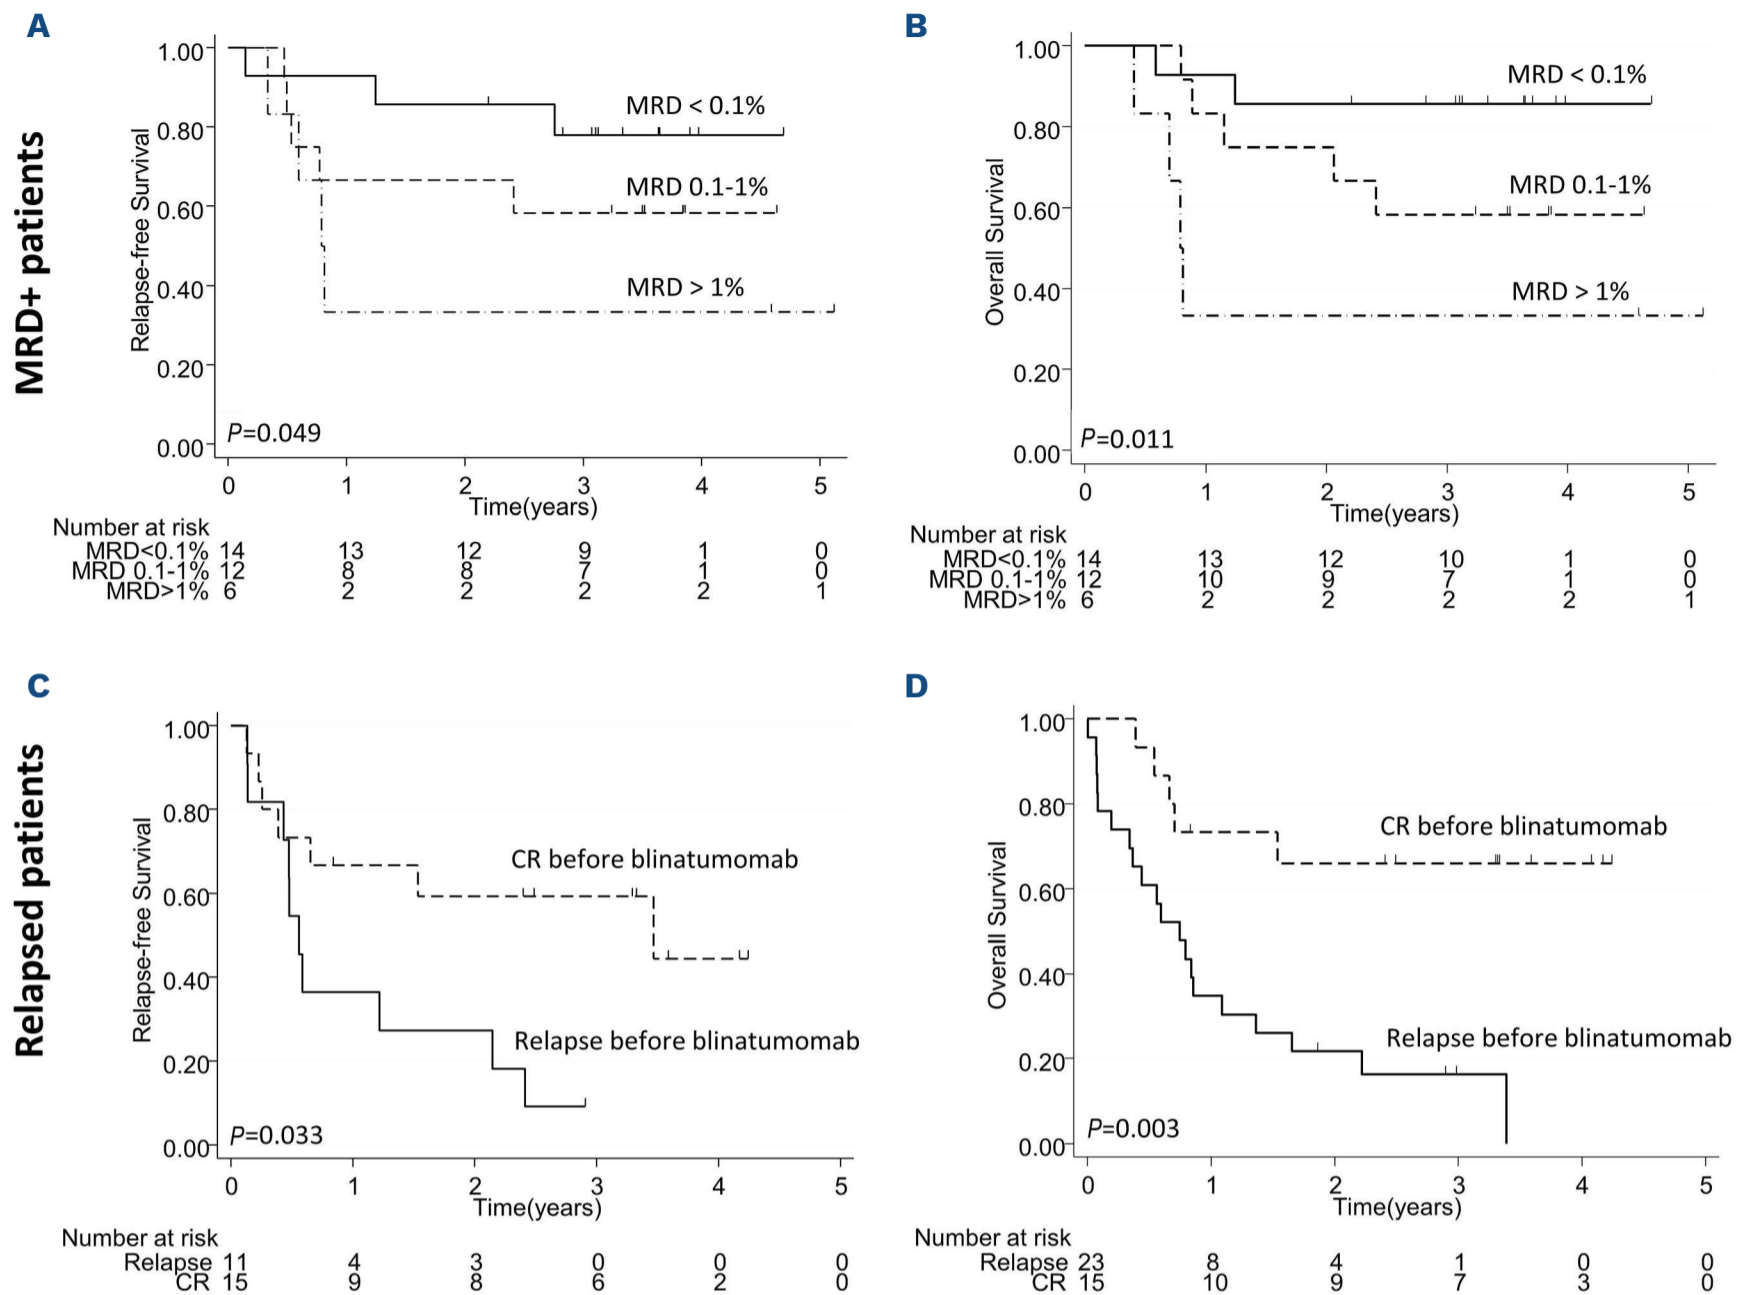 A
MRD+ patients
Relapse-free Survival
1.00
0.80
0.60
0.40
0.20
0.00
MRD < 0.1%
MRD 0.1-1%
MRD > 1%
P=0.049
0 1 2 3 4 5
Time(years)
Number at risk
MRD<0.1% 14 13 12 9 1 0
MRD 0.1-1% 12 8 8 7 1 0
MRD>1% 6 2 2 2 2 1
B
Overall Survival
1.00
0.80
0.60
0.40
0.20
0.00
MRD < 0.1%
MRD 0.1-1%
MRD > 1%
P=0.011
0 1 2 3 4 5
Time(years)
Number at risk
MRD<0.1% 14 13 12 10 1 0
MRD 0.1-1% 12 10 9 7 1 0
MRD>1% 6 2 2 2 2 1
C
Relapsed patients
Relapse-free Survival
1.00
0.80
0.60
0.40
0.20
0.00
CR before blinatumomab
Relapse before blinatumomab
P=0.033
0 1 2 3 4 5
Time(years)
Number at risk
Relapse 11 4 3 0 0 0
CR 15 9 8 6 2 0
D
Overall Survival
1.00
0.80
0.60
0.40
0.20
0.00
CR before blinatumomab
Relapse before blinatumomab
P=0.003
0 1 2 3 4 5
Time(years)
Number at risk
Relapse 23 8 4 1 0 0
CR 15 10 9 7 3 0